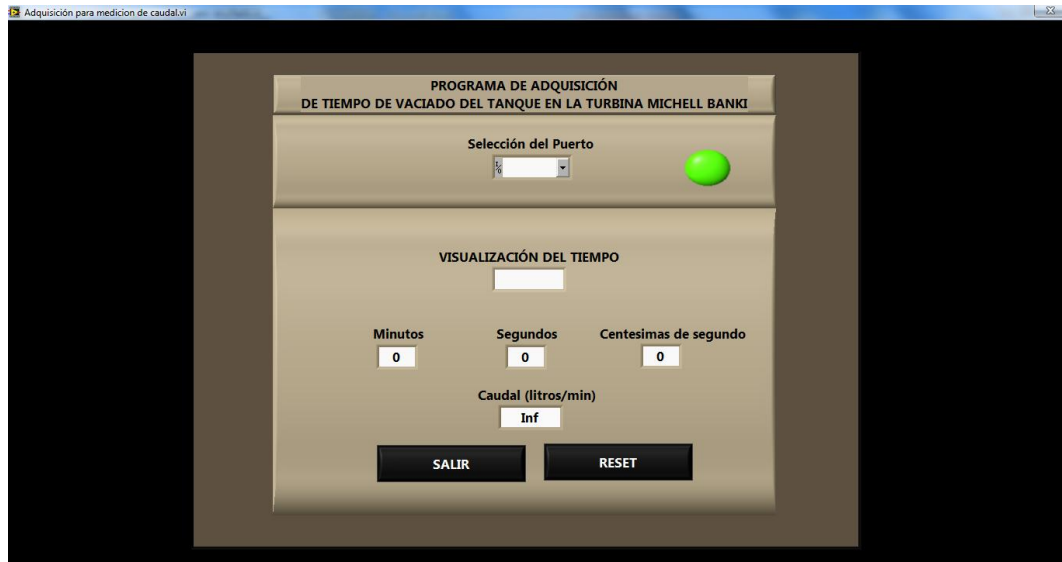 Adquisición para medicion de caudal.vi
PROGRAMA DE ADQUISICIÓN
DE TIEMPO DE VACIADO DEL TANQUE EN LA TURBINA MICHELL BANKI
Selección del Puerto
VISUALIZACIÓN DEL TIEMPO
Minutos Segundos Centesimas de segundo
0 0 0
Caudal (litros/min)
Inf
SALIR RESET